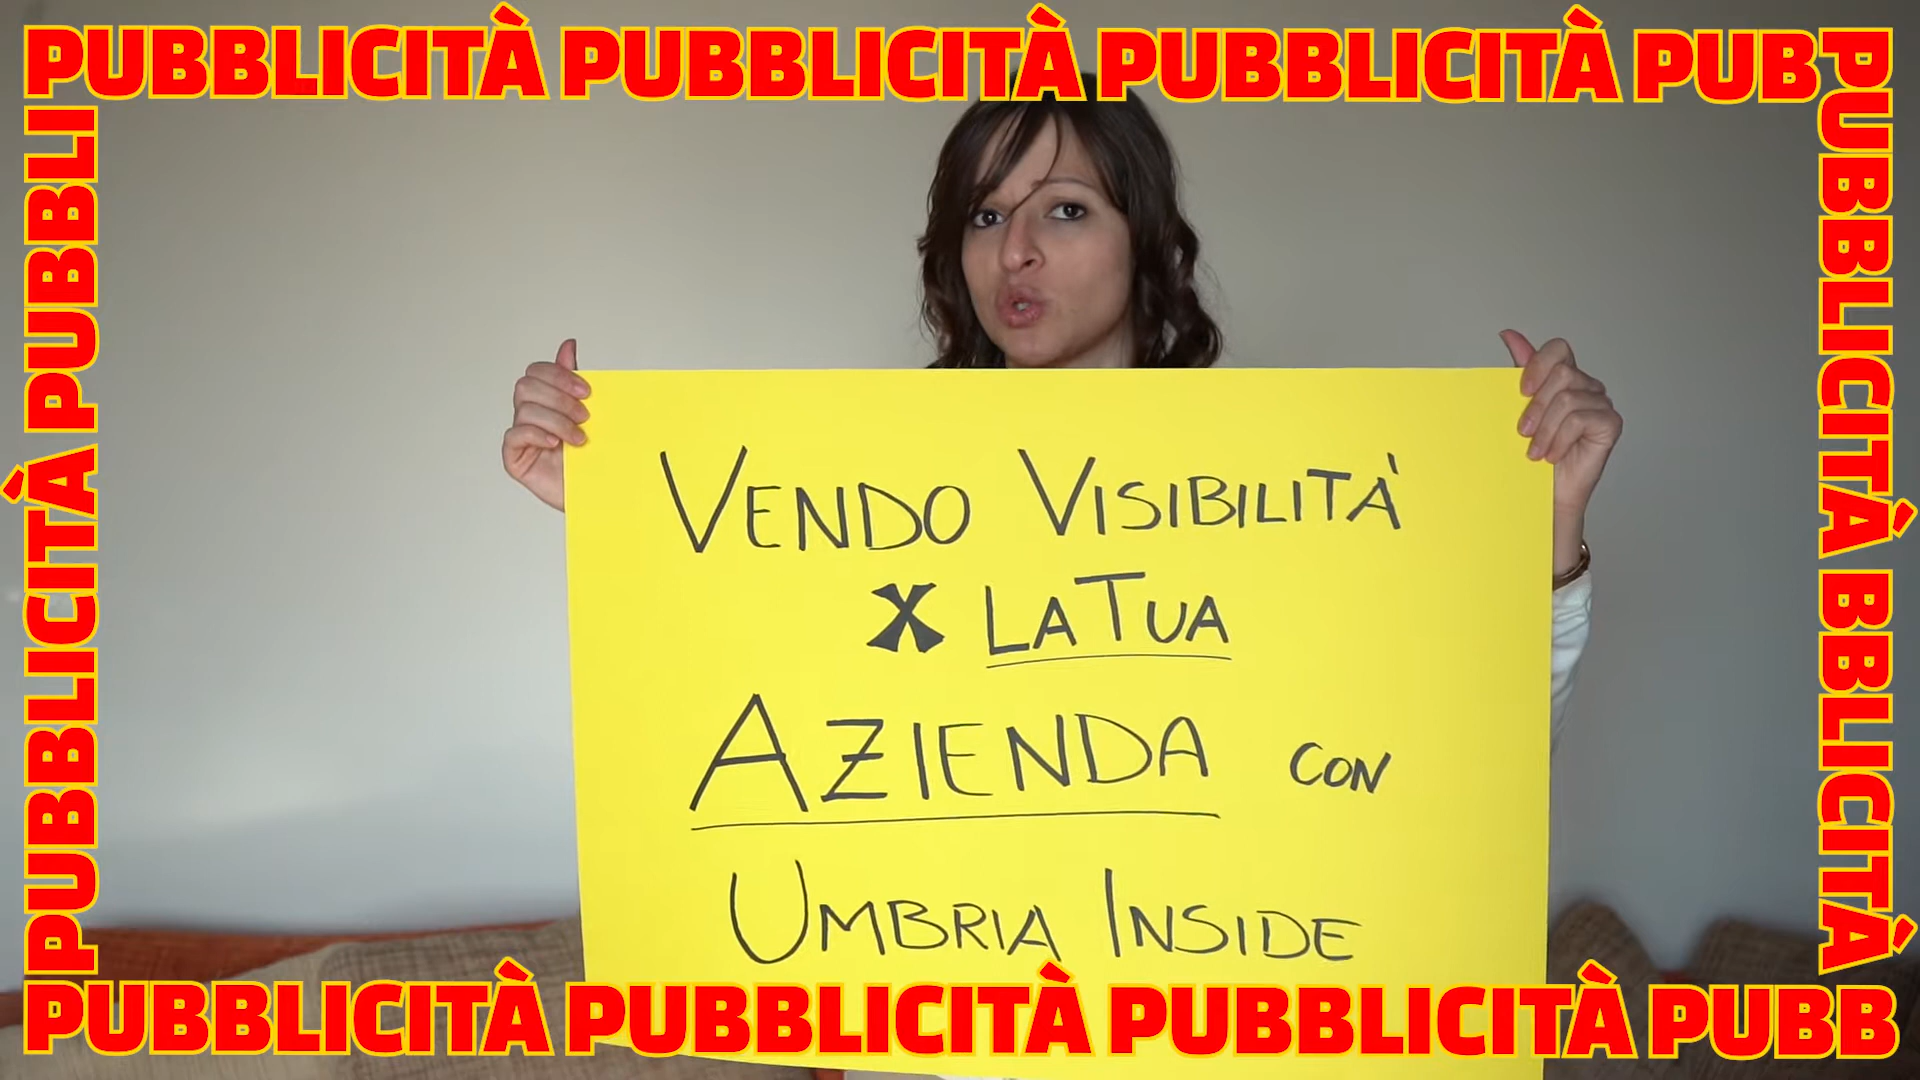 PUBBLICITÀ PUBBLICITÀ PUBBLICITÀ PUB
PUBBLICITÀ BBLICITÀ
PUBBLICITÀ PUBBLI
VENDO VISIBILITÀ
X LA TUA
AZIENDA CON
UMBRIA INSIDE
PUBBLICITÀ PUBBLICITÀ PUBBLICITÀ PUBB